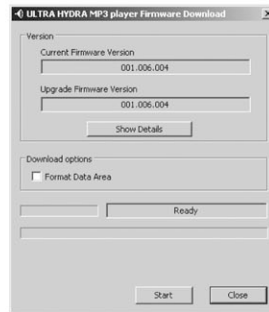 ULTRA HYDRA MP3 player Firmware Download
Version
Current Firmware Version
001.006.004
Upgrade Firmware Version
001.006.004
Show Details
Download options
Format Data Area
Ready
Start
Close